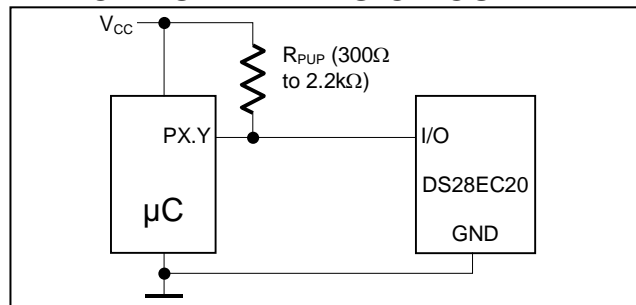 V_CC
R_PUP (300Ω
to 2.2kΩ)
PX.Y
I/O
DS28EC20
µC
GND